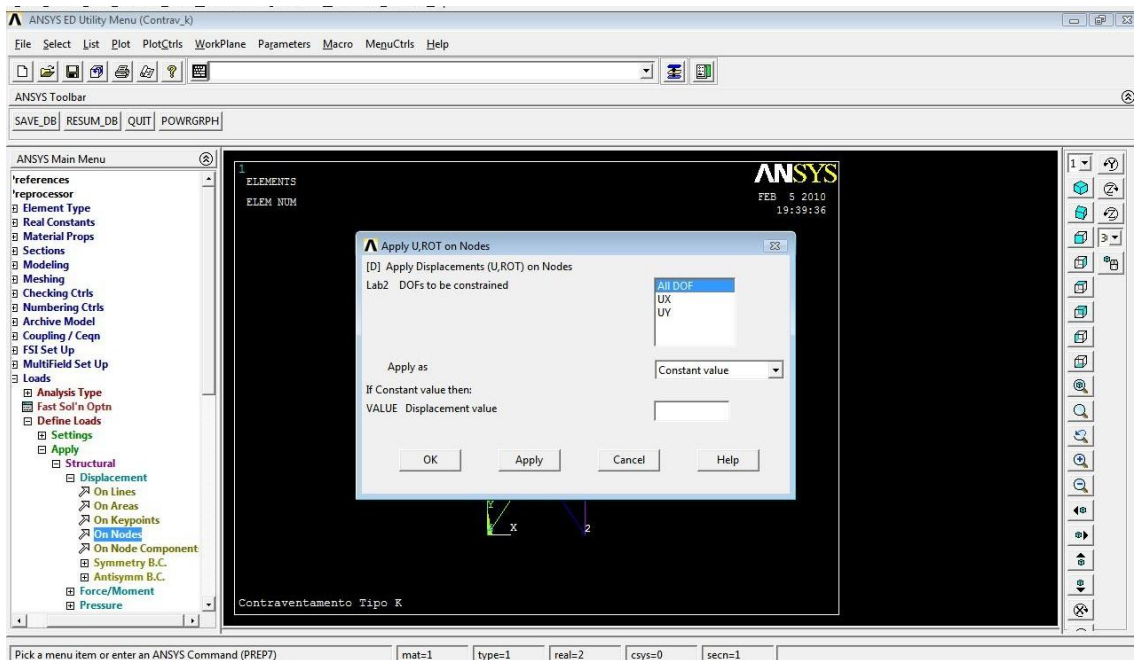 ANSYS ED Utility Menu (Contrav_k)
File Select List Plot PlotCtrls WorkPlane Parameters Macro MenuCtrls Help
ANSYS Toolbar
SAVE_DB RESUM_DB QUIT POWRGRPH
ANSYS Main Menu
'references
'reprocessor
Element Type
Real Constants
Material Props
Sections
Modeling
Meshing
Checking Ctrls
Numbering Ctrls
Archive Model
Coupling / Ceqn
FSI Set Up
MultiField Set Up
Loads
Analysis Type
Fast Sol'n Optn
Define Loads
Settings
Apply
Structural
Displacement
On Lines
On Areas
On Keypoints
On Nodes
On Node Component
Symmetry B.C.
Antisymm B.C.
Force/Moment
Pressure
1
ELEMENTS
ELEM NUM
ANSYS
FEB 5 2010
19:39:36
Apply U,ROT on Nodes
[D] Apply Displacements (U,ROT) on Nodes
Lab2 DOFs to be constrained
All DOF
UX
UY
Apply as
Constant value
If Constant value then:
VALUE Displacement value
OK Apply Cancel Help
Y
X
2
Contraventamento Tipo K
1
Pick a menu item or enter an ANSYS Command (PREP7)
mat=1 type=1 real=2 csys=0 secn=1